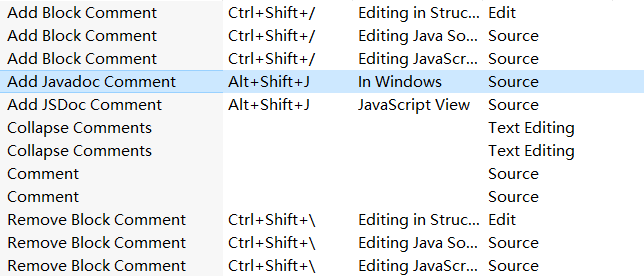 Add Block Comment Ctrl+Shift+/ Editing in Struc... Edit
Add Block Comment Ctrl+Shift+/ Editing Java So... Source
Add Block Comment Ctrl+Shift+/ Editing JavaScr... Source
Add Javadoc Comment Alt+Shift+J In Windows Source
Add JSDoc Comment Alt+Shift+J JavaScript View Source
Collapse Comments Text Editing
Collapse Comments Text Editing
Comment Source
Comment Source
Remove Block Comment Ctrl+Shift+\ Editing in Struc... Edit
Remove Block Comment Ctrl+Shift+\ Editing Java So... Source
Remove Block Comment Ctrl+Shift+\ Editing JavaScr... Source